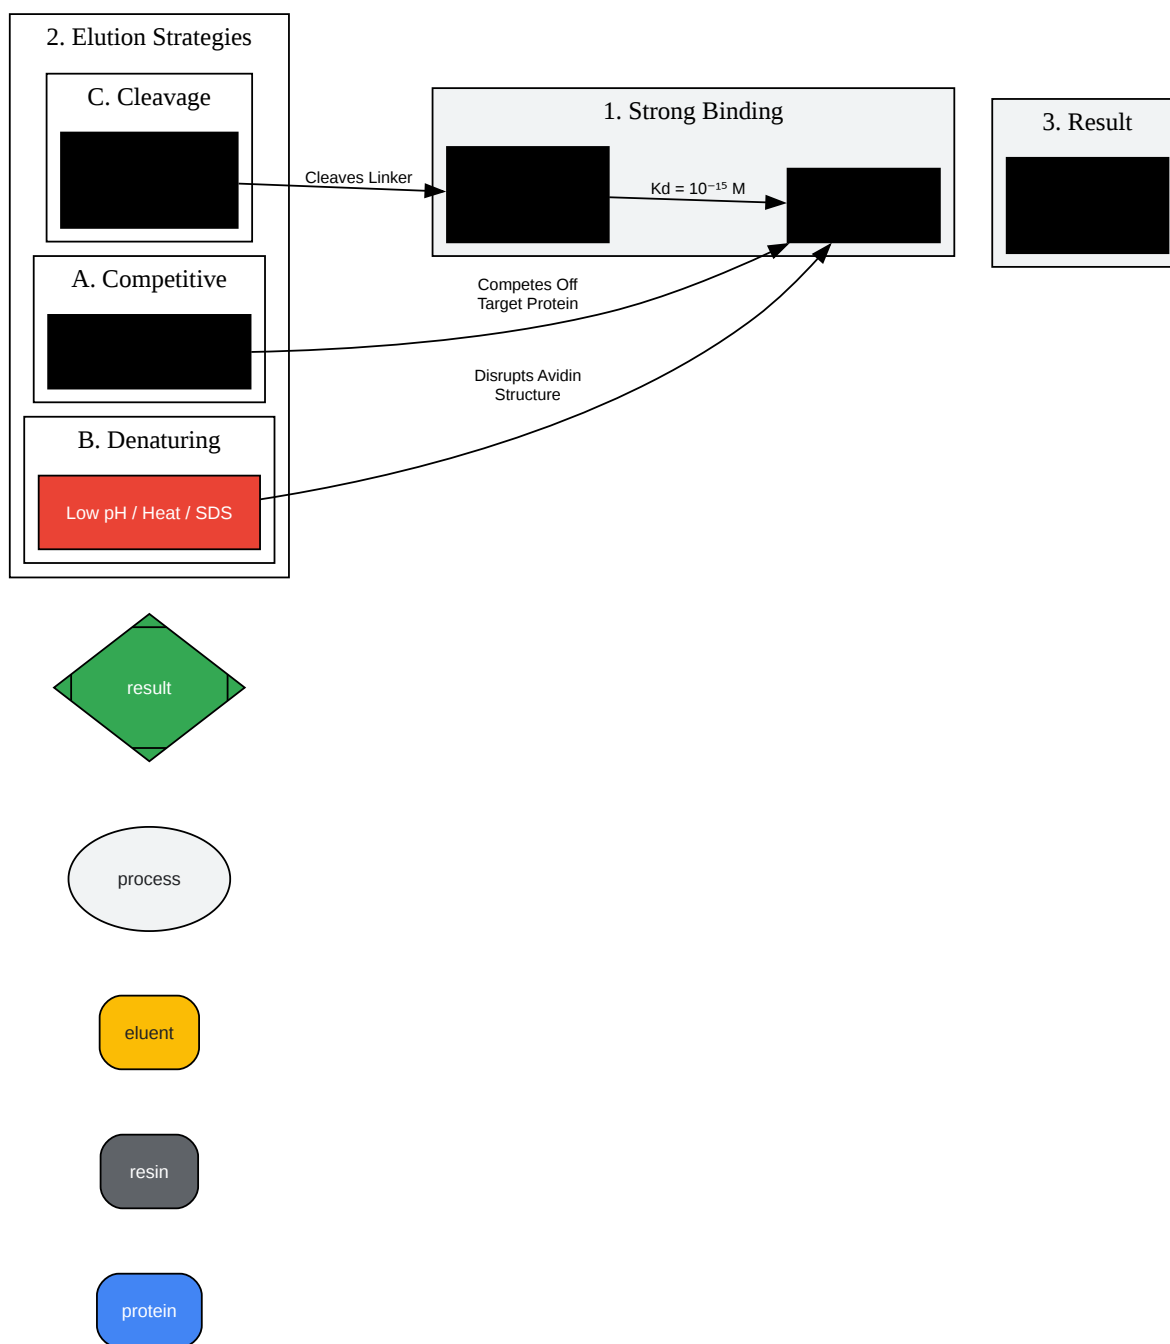 2. Elution Strategies
C. Cleavage
Cleaves Linker
1. Strong Binding
Kd = 10⁻¹⁵ M
3. Result
A. Competitive
Competes Off
Target Protein
B. Denaturing
Low pH / Heat / SDS
Disrupts Avidin
Structure
result
process
eluent
resin
protein